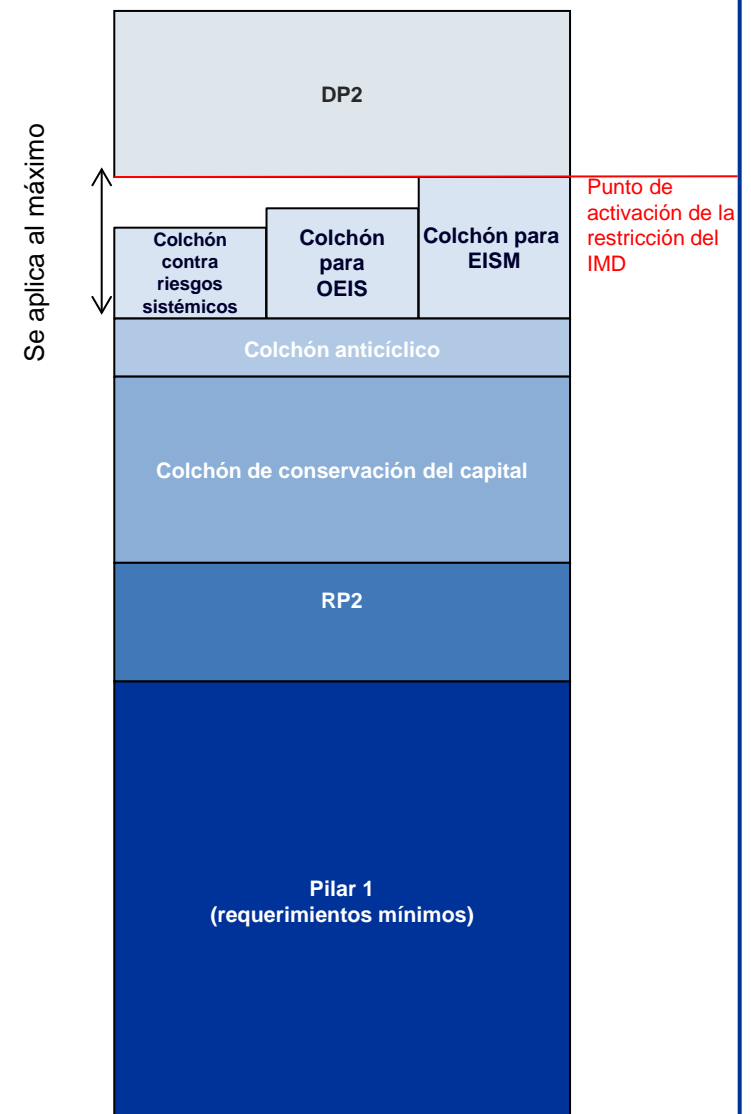 DP2
Se aplica al máximo
Punto de
activación de la
restricción del
IMD
Colchón
contra
riesgos
sistémicos
Colchón
para
OEIS
Colchón para
EISM
Colchón anticíclico
Colchón de conservación del capital
RP2
Pilar 1
(requerimientos mínimos)